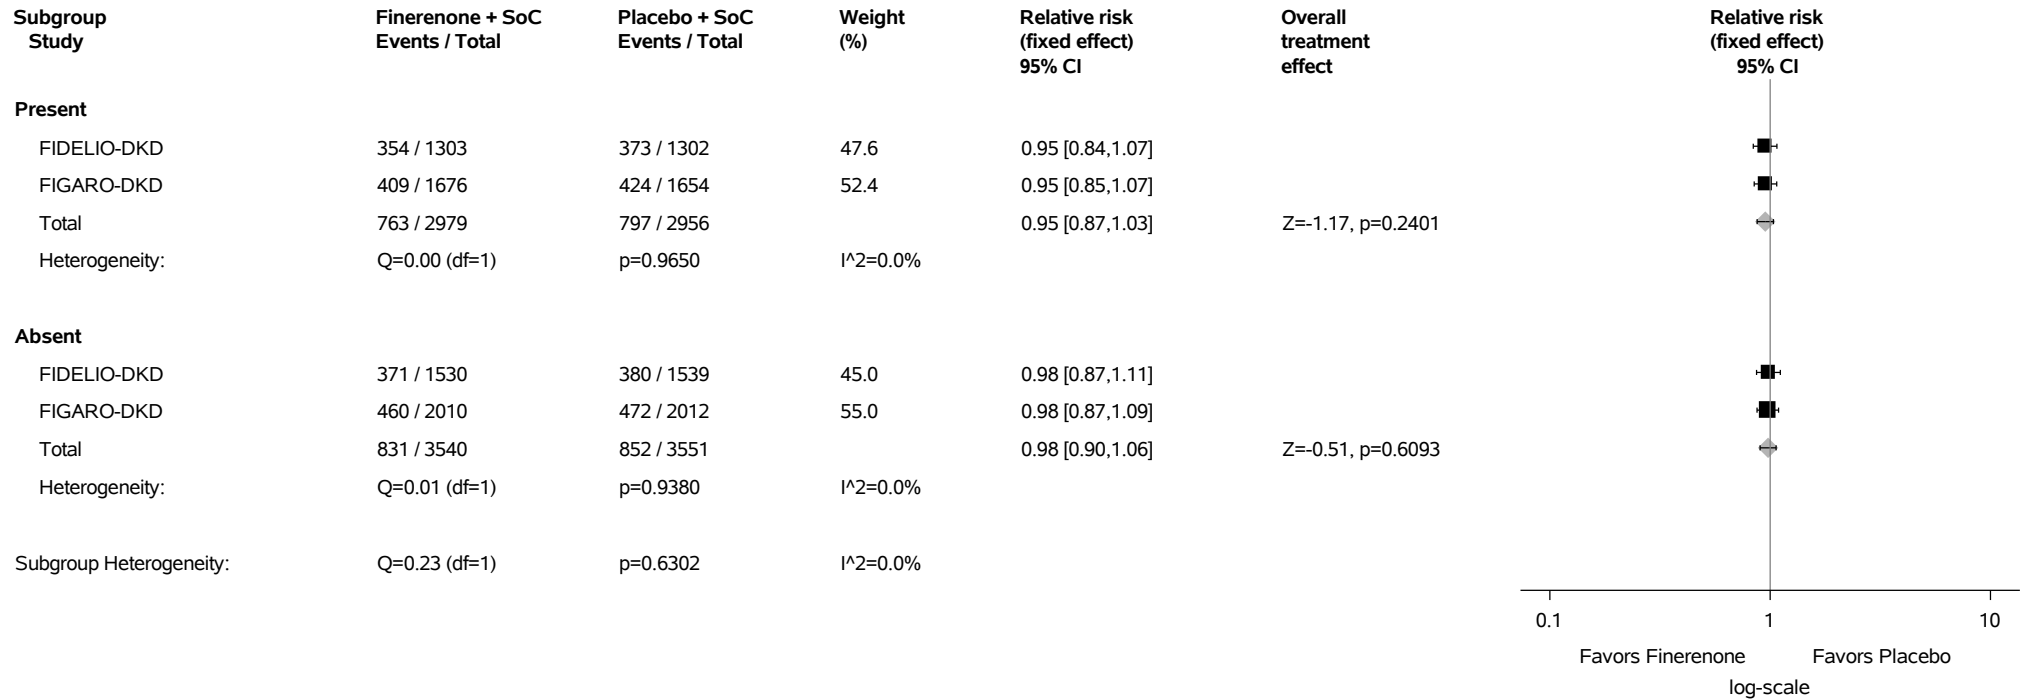 Subgroup Finerenone + SoC Placebo + SoC Weight Relative risk Overall Relative risk
Study Events / Total Events / Total (%) (fixed effect) treatment (fixed effect)
95% CI effect 95% CI
Present
FIDELIO-DKD 354 / 1303 373 / 1302 47.6 0.95 [0.84,1.07]
FIGARO-DKD 409 / 1676 424 / 1654 52.4 0.95 [0.85,1.07]
Total 763 / 2979 797 / 2956 0.95 [0.87,1.03] Z=-1.17, p=0.2401
Heterogeneity: Q=0.00 (df=1) p=0.9650 I^2=0.0%
Absent
FIDELIO-DKD 371 / 1530 380 / 1539 45.0 0.98 [0.87,1.11]
FIGARO-DKD 460 / 2010 472 / 2012 55.0 0.98 [0.87,1.09]
Total 831 / 3540 852 / 3551 0.98 [0.90,1.06] Z=-0.51, p=0.6093
Heterogeneity: Q=0.01 (df=1) p=0.9380 I^2=0.0%
Subgroup Heterogeneity: Q=0.23 (df=1) p=0.6302 I^2=0.0%
0.1 1 10
Favors Finerenone Favors Placebo
log-scale